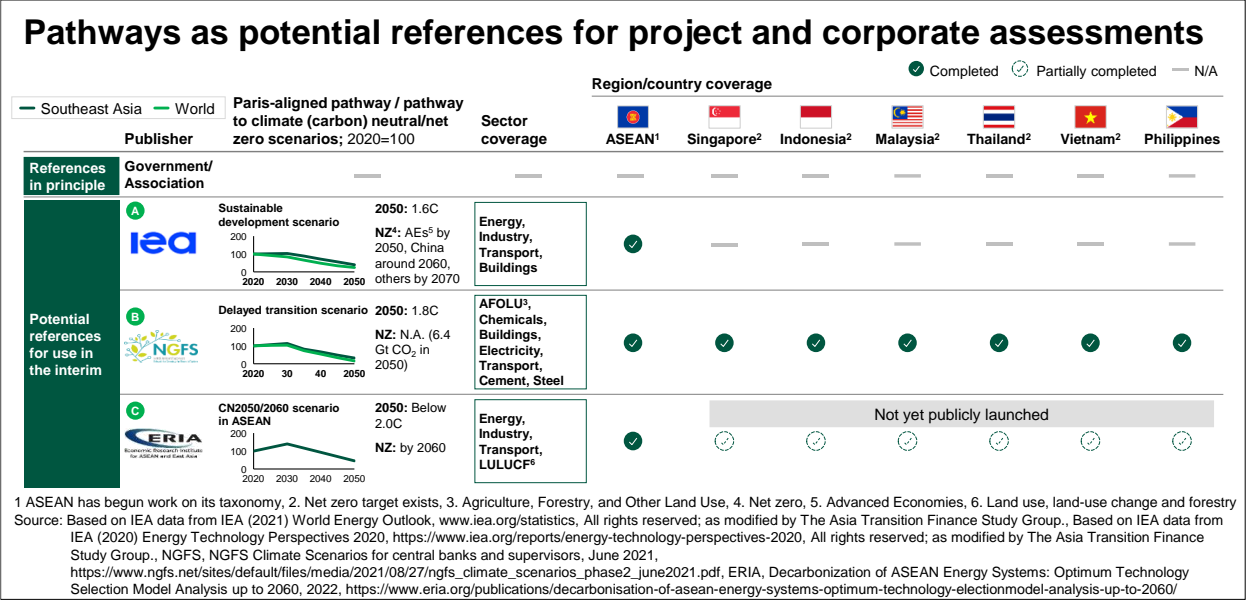 Pathways as potential references for project and corporate assessments
Completed Partially completed N/A
Region/country coverage
Southeast Asia World
Publisher
Paris-aligned pathway / pathway
to climate (carbon) neutral/net
zero scenarios; 2020=100
Sector
coverage
ASEAN¹ Singapore² Indonesia² Malaysia² Thailand² Vietnam² Philippines
References
in principle
Government/
Association
Potential
references
for use in
the interim
A
iea
Sustainable
development scenario
200
100
0
2020 2030 2040 2050
2050: 1.6C
NZ⁴: AEs⁵ by
2050, China
around 2060,
others by 2070
Energy,
Industry,
Transport,
Buildings
B
NGFS
Delayed transition scenario
200
100
0
2020 30 40 2050
2050: 1.8C
NZ: N.A. (6.4
Gt CO₂ in
2050)
AFOLU³,
Chemicals,
Buildings,
Electricity,
Transport,
Cement, Steel
C
ERIA
Economic Research Institute
for ASEAN and East Asia
CN2050/2060 scenario
in ASEAN
200
100
0
2020 2030 2040 2050
2050: Below
2.0C
NZ: by 2060
Energy,
Industry,
Transport,
LULUCF⁶
Not yet publicly launched
1 ASEAN has begun work on its taxonomy, 2. Net zero target exists, 3. Agriculture, Forestry, and Other Land Use, 4. Net zero, 5. Advanced Economies, 6. Land use, land-use change and forestry
Source: Based on IEA data from IEA (2021) World Energy Outlook, www.iea.org/statistics, All rights reserved; as modified by The Asia Transition Finance Study Group., Based on IEA data from
IEA (2020) Energy Technology Perspectives 2020, https://www.iea.org/reports/energy-technology-perspectives-2020, All rights reserved; as modified by The Asia Transition Finance
Study Group., NGFS, NGFS Climate Scenarios for central banks and supervisors, June 2021,
https://www.ngfs.net/sites/default/files/media/2021/08/27/ngfs_climate_scenarios_phase2_june2021.pdf, ERIA, Decarbonization of ASEAN Energy Systems: Optimum Technology
Selection Model Analysis up to 2060, 2022, https://www.eria.org/publications/decarbonisation-of-asean-energy-systems-optimum-technology-electionmodel-analysis-up-to-2060/